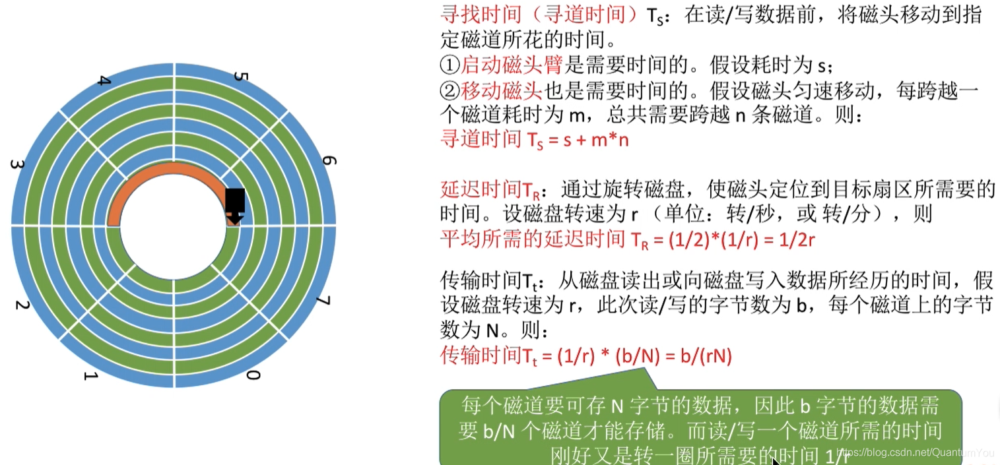 4
5
3
6
2
7
1
0
寻找时间（寻道时间）TS：在读/写数据前，将磁头移动到指
定磁道所花的时间。
①启动磁头臂是需要时间的。假设耗时为 s；
②移动磁头也是需要时间的。假设磁头匀速移动，每跨越一
个磁道耗时为 m，总共需要跨越 n 条磁道。则：
寻道时间 TS = s + m*n
延迟时间TR：通过旋转磁盘，使磁头定位到目标扇区所需要的
时间。设磁盘转速为 r （单位：转/秒，或 转/分），则
平均所需的延迟时间 TR = (1/2)*(1/r) = 1/2r
传输时间Tt：从磁盘读出或向磁盘写入数据所经历的时间，假
设磁盘转速为 r，此次读/写的字节数为 b，每个磁道上的字节
数为 N。则：
传输时间Tt = (1/r) * (b/N) = b/(rN)
每个磁道要可存 N 字节的数据，因此 b 字节的数据需
要 b/N 个磁道才能存储。而读/写一个磁道所需的时间
刚好又是转一圈所需要的时间 1/r
https://blog.csdn.net/QuantumYou